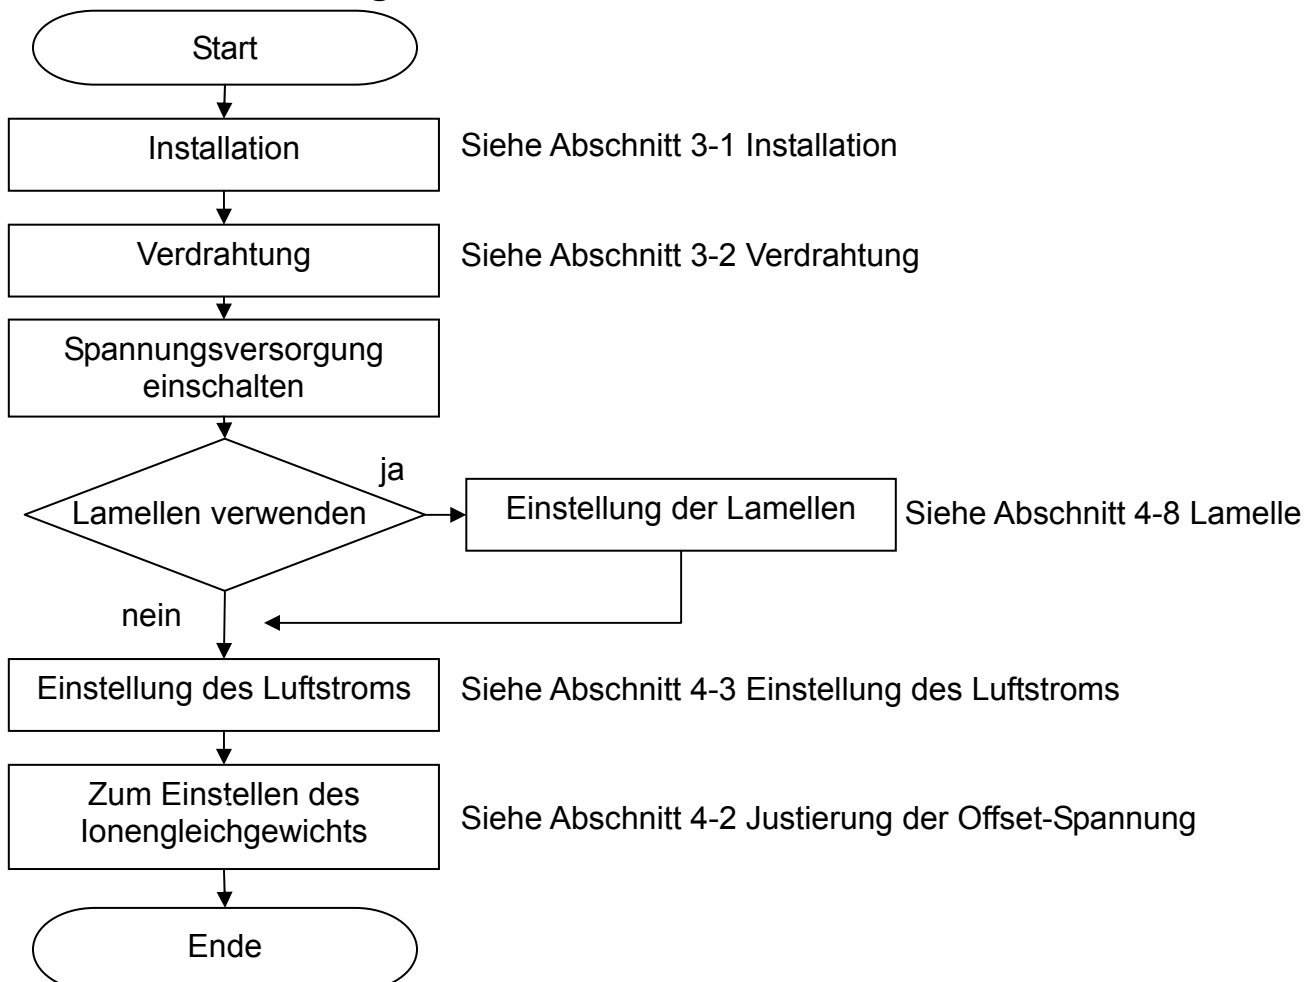 Start
Installation
Siehe Abschnitt 3-1 Installation
Verdrahtung
Siehe Abschnitt 3-2 Verdrahtung
Spannungsversorgung
einschalten
ja
Lamellen verwenden
Einstellung der Lamellen
Siehe Abschnitt 4-8 Lamelle
nein
Einstellung des Luftstroms
Siehe Abschnitt 4-3 Einstellung des Luftstroms
Zum Einstellen des
Ionengleichgewichts
Siehe Abschnitt 4-2 Justierung der Offset-Spannung
Ende